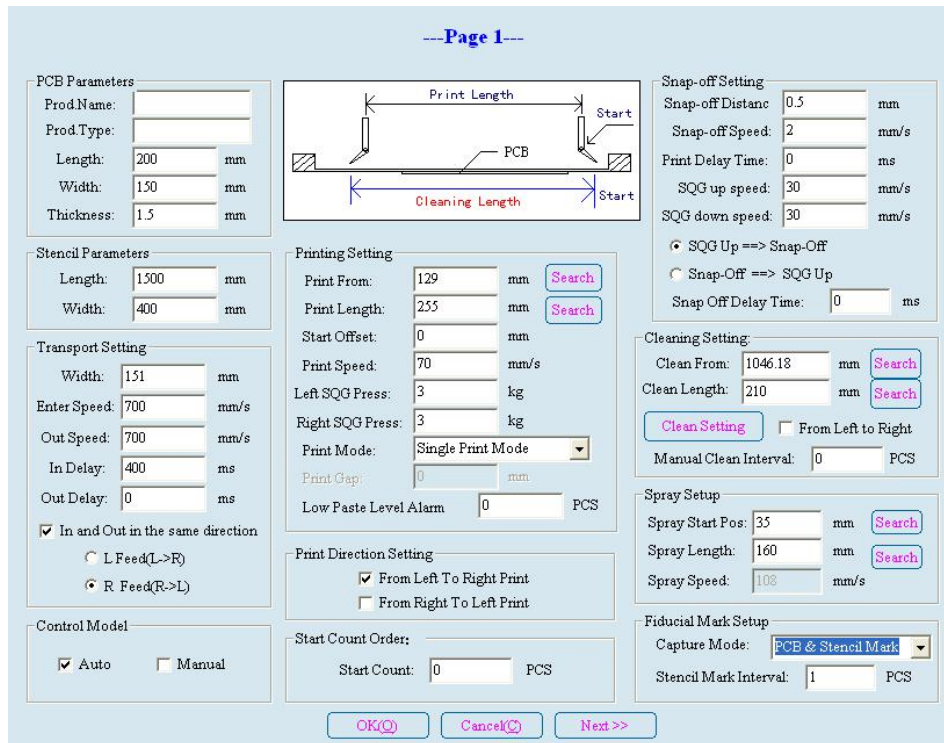 ---Page 1---
PCB Parameters
Prod.Name:
Prod.Type:
Length: 200 mm
Width: 150 mm
Thickness: 1.5 mm
Print Length
Start
PCB
Cleaning Length
Start
Snap-off Setting
Snap-off Distanc 0.5 mm
Snap-off Speed: 2 mm/s
Print Delay Time: 0 ms
SQG up speed: 30 mm/s
SQG down speed: 30 mm/s
SQG Up ==> Snap-Off
Snap-Off ==> SQG Up
Snap Off Delay Time: 0 ms
Stencil Parameters
Length: 1500 mm
Width: 400 mm
Printing Setting
Print From: 129 mm Search
Print Length: 255 mm Search
Start Offset: 0 mm
Print Speed: 70 mm/s
Left SQG Press: 3 kg
Right SQG Press: 3 kg
Print Mode: Single Print Mode
Print Gap: 0 mm
Low Paste Level Alarm 0 PCS
Transport Setting
Width: 151 mm
Enter Speed: 700 mm/s
Out Speed: 700 mm/s
In Delay: 400 ms
Out Delay: 0 ms
In and Out in the same direction
L Feed(L->R)
R Feed(R->L)
Cleaning Setting:
Clean From: 1046.18 mm Search
Clean Length: 210 mm Search
Clean Setting From Left to Right
Manual Clean Interval: 0 PCS
Spray Setup
Spray Start Pos: 35 mm Search
Spray Length: 160 mm Search
Spray Speed: 108 mm/s
Print Direction Setting
From Left To Right Print
From Right To Left Print
Control Model
Auto Manual
Start Count Order:
Start Count: 0 PCS
Fiducial Mark Setup
Capture Mode: PCB & Stencil Mark
Stencil Mark Interval: 1 PCS
OK(O) Cancel(C) Next >>